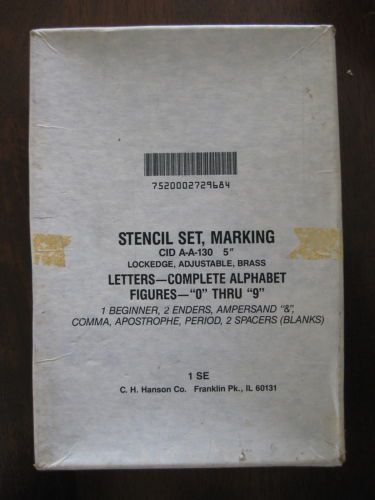 7520002729684
STENCIL SET, MARKING
CID A-A-130 5"
LOCKEDGE, ADJUSTABLE, BRASS
LETTERS—COMPLETE ALPHABET
FIGURES—"0" THRU "9"
1 BEGINNER, 2 ENDERS, AMPERSAND "&",
COMMA, APOSTROPHE, PERIOD, 2 SPACERS (BLANKS)
1 SE
C. H. Hanson Co. Franklin Pk., IL 60131